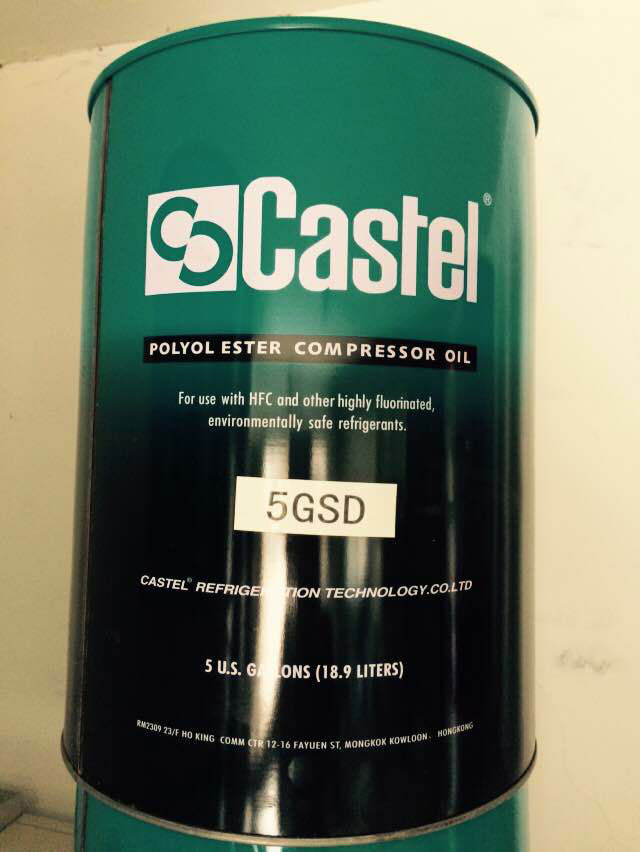 Castel®
POLYOL ESTER COMPRESSOR OIL
For use with HFC and other highly fluorinated,
environmentally safe refrigerants.
5GSD
CASTEL® REFRIGERATION TECHNOLOGY.CO.LTD
5 U.S. GALLONS (18.9 LITERS)
RM2309 23/F HO KING COMM CTR 12-16 FAYUEN ST, MONGKOK KOWLOON. HONGKONG